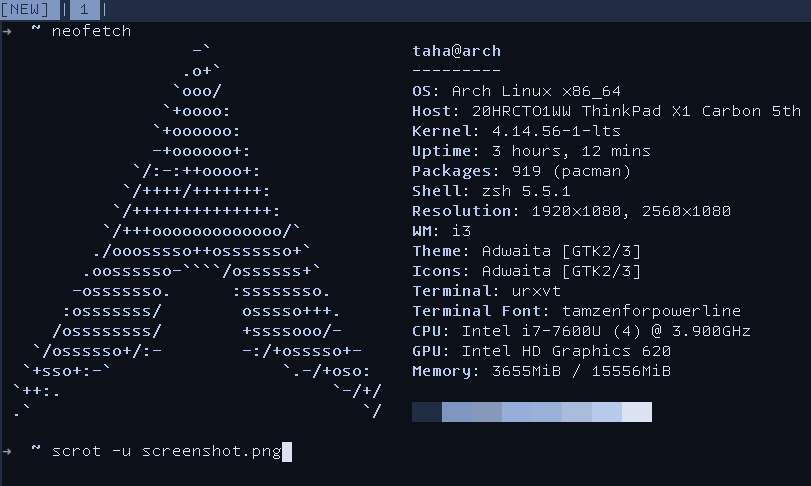 [NEW] | 1 |
➜  ~ neofetch
                  -`
                 .o+`
                `ooo/
               `+oooo:
              `+oooooo:
              -+oooooo+:
            `/:-:++oooo+:
           `/++++/+++++++:
          `/++++++++++++++:
         `/+++ooooooooooooo/`
        ./ooosssso++osssssso+`
       .oossssso-````/ossssss+`
      -osssssso.      :ssssssso.
     :osssssss/        osssso+++.
    /ossssssss/        +ssssooo/-
  `/ossssso+/:-        -:/+osssso+-
 `+sso+:-`                 `.-/+oso:
`++:.                           `-/+/
.`                                 `/
taha@arch
---------
OS: Arch Linux x86_64
Host: 20HRCTO1WW ThinkPad X1 Carbon 5th
Kernel: 4.14.56-1-lts
Uptime: 3 hours, 12 mins
Packages: 919 (pacman)
Shell: zsh 5.5.1
Resolution: 1920x1080, 2560x1080
WM: i3
Theme: Adwaita [GTK2/3]
Icons: Adwaita [GTK2/3]
Terminal: urxvt
Terminal Font: tamzenforpowerline
CPU: Intel i7-7600U (4) @ 3.900GHz
GPU: Intel HD Graphics 620
Memory: 3655MiB / 15556MiB
➜  ~ scrot -u screenshot.png